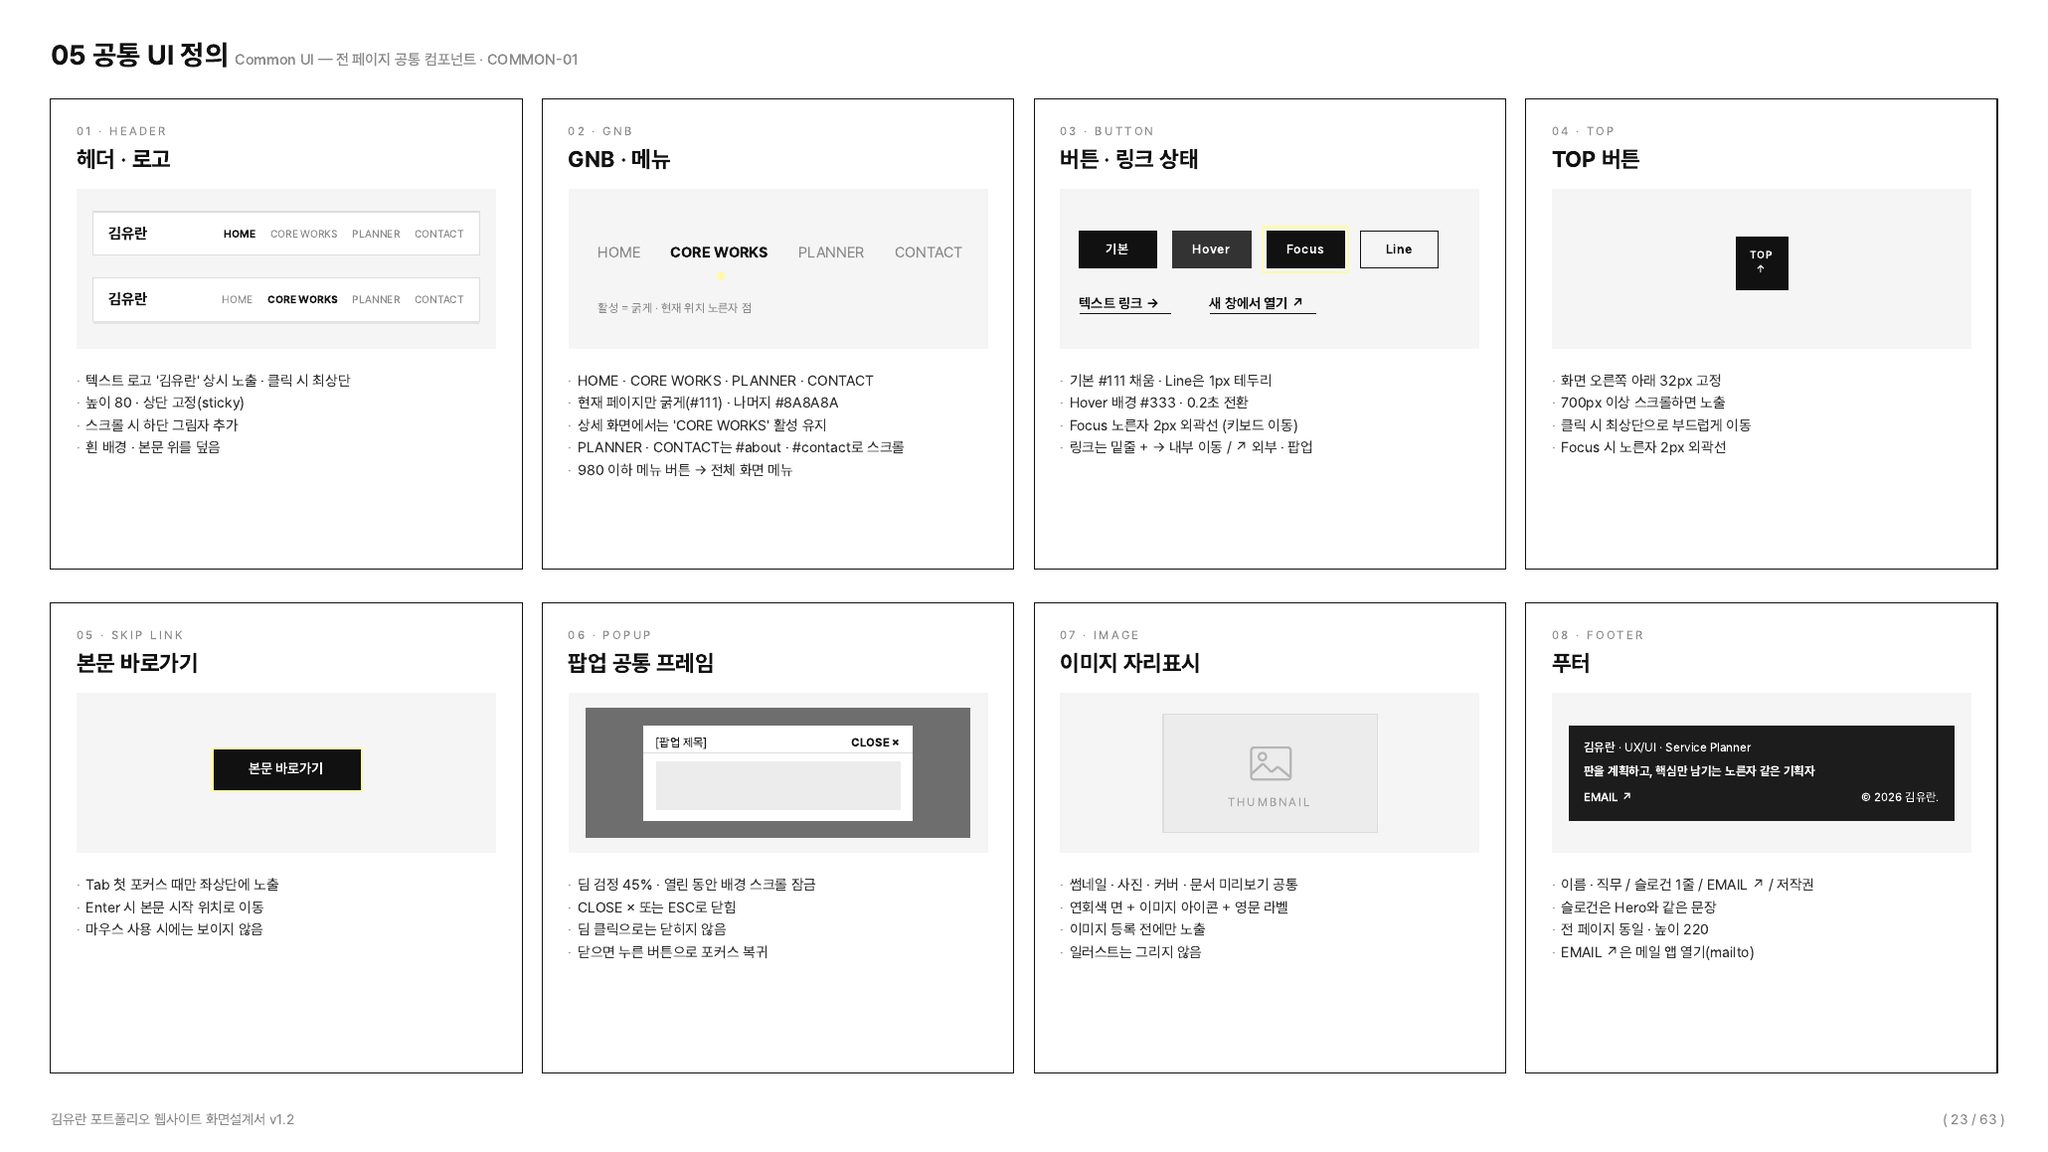 05 공통 UI 정의 Common UI — 전 페이지 공통 컴포넌트 · COMMON-01
01 · HEADER
헤더 · 로고
김유란 HOME CORE WORKS PLANNER CONTACT
김유란 HOME CORE WORKS PLANNER CONTACT
· 텍스트 로고 '김유란' 상시 노출 · 클릭 시 최상단
· 높이 80 · 상단 고정(sticky)
· 스크롤 시 하단 그림자 추가
· 흰 배경 · 본문 위를 덮음
02 · GNB
GNB · 메뉴
HOME CORE WORKS PLANNER CONTACT
활성 = 굵게 · 현재 위치 노른자 점
· HOME · CORE WORKS · PLANNER · CONTACT
· 현재 페이지만 굵게(#111) · 나머지 #8A8A8A
· 상세 화면에서는 'CORE WORKS' 활성 유지
· PLANNER · CONTACT는 #about · #contact로 스크롤
· 980 이하 메뉴 버튼 → 전체 화면 메뉴
03 · BUTTON
버튼 · 링크 상태
기본 Hover Focus Line
텍스트 링크 → 새 창에서 열기 ↗
· 기본 #111 채움 · Line은 1px 테두리
· Hover 배경 #333 · 0.2초 전환
· Focus 노른자 2px 외곽선 (키보드 이동)
· 링크는 밑줄 + → 내부 이동 / ↗ 외부 · 팝업
04 · TOP
TOP 버튼
TOP
↑
· 화면 오른쪽 아래 32px 고정
· 700px 이상 스크롤하면 노출
· 클릭 시 최상단으로 부드럽게 이동
· Focus 시 노른자 2px 외곽선
05 · SKIP LINK
본문 바로가기
본문 바로가기
· Tab 첫 포커스 때만 좌상단에 노출
· Enter 시 본문 시작 위치로 이동
· 마우스 사용 시에는 보이지 않음
06 · POPUP
팝업 공통 프레임
[팝업 제목] CLOSE ×
· 딤 검정 45% · 열린 동안 배경 스크롤 잠금
· CLOSE × 또는 ESC로 닫힘
· 딤 클릭으로는 닫히지 않음
· 닫으면 누른 버튼으로 포커스 복귀
07 · IMAGE
이미지 자리표시
THUMBNAIL
· 썸네일 · 사진 · 커버 · 문서 미리보기 공통
· 연회색 면 + 이미지 아이콘 + 영문 라벨
· 이미지 등록 전에만 노출
· 일러스트는 그리지 않음
08 · FOOTER
푸터
김유란 · UX/UI · Service Planner
판을 계획하고, 핵심만 남기는 노른자 같은 기획자
EMAIL ↗ © 2026 김유란.
· 이름 · 직무 / 슬로건 1줄 / EMAIL ↗ / 저작권
· 슬로건은 Hero와 같은 문장
· 전 페이지 동일 · 높이 220
· EMAIL ↗은 메일 앱 열기(mailto)
김유란 포트폴리오 웹사이트 화면설계서 v1.2
( 23 / 63 )